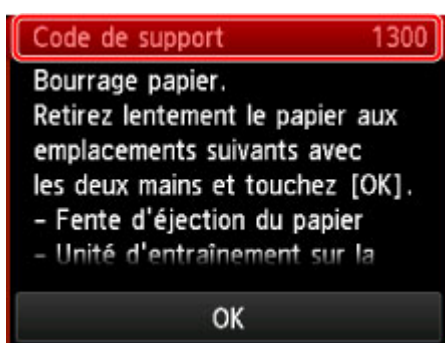 Code de support 1300
Bourrage papier.
Retirez lentement le papier aux
emplacements suivants avec
les deux mains et touchez [OK].
- Fente d'éjection du papier
- Unité d'entraînement sur la
OK